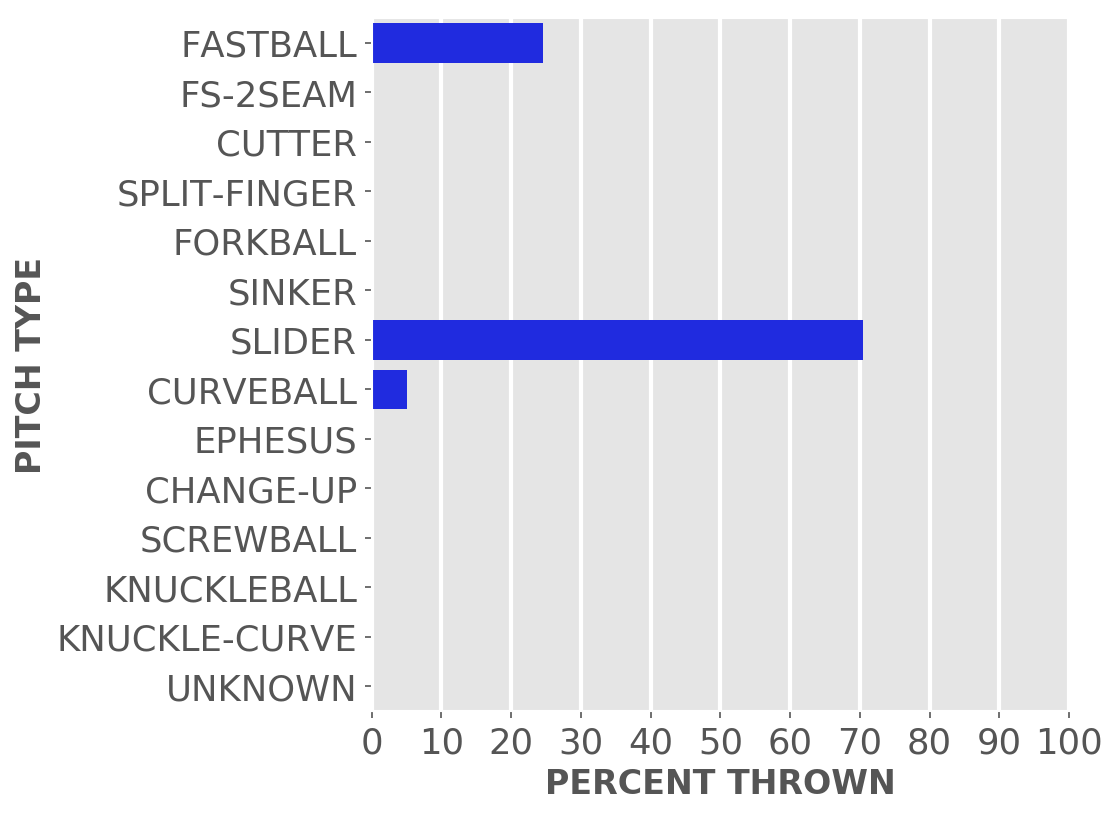 FASTBALL
FS-2SEAM
CUTTER
SPLIT-FINGER
FORKBALL
SINKER
SLIDER
CURVEBALL
EPHESUS
CHANGE-UP
SCREWBALL
KNUCKLEBALL
KNUCKLE-CURVE
UNKNOWN
PITCH TYPE
0 10 20 30 40 50 60 70 80 90 100
PERCENT THROWN